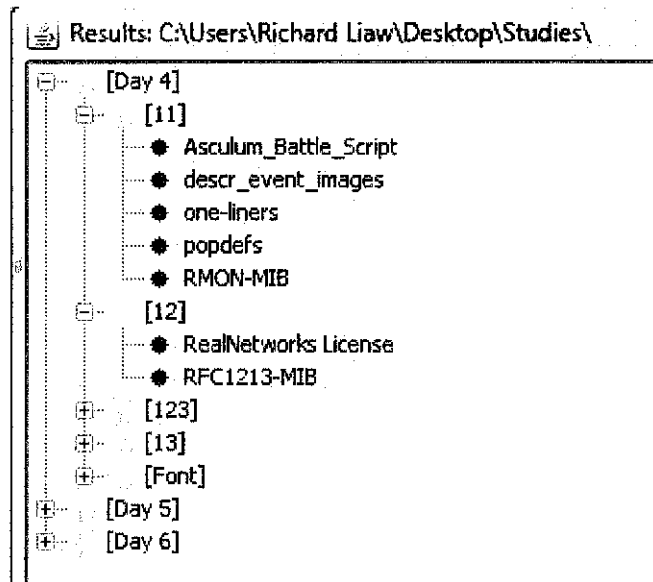 Results: C:\Users\Richard Liaw\Desktop\Studies\
[Day 4]
[11]
Asculum_Battle_Script
descr_event_images
one-liners
popdefs
RMON-MIB
[12]
RealNetworks License
RFC1213-MIB
[123]
[13]
[Font]
[Day 5]
[Day 6]